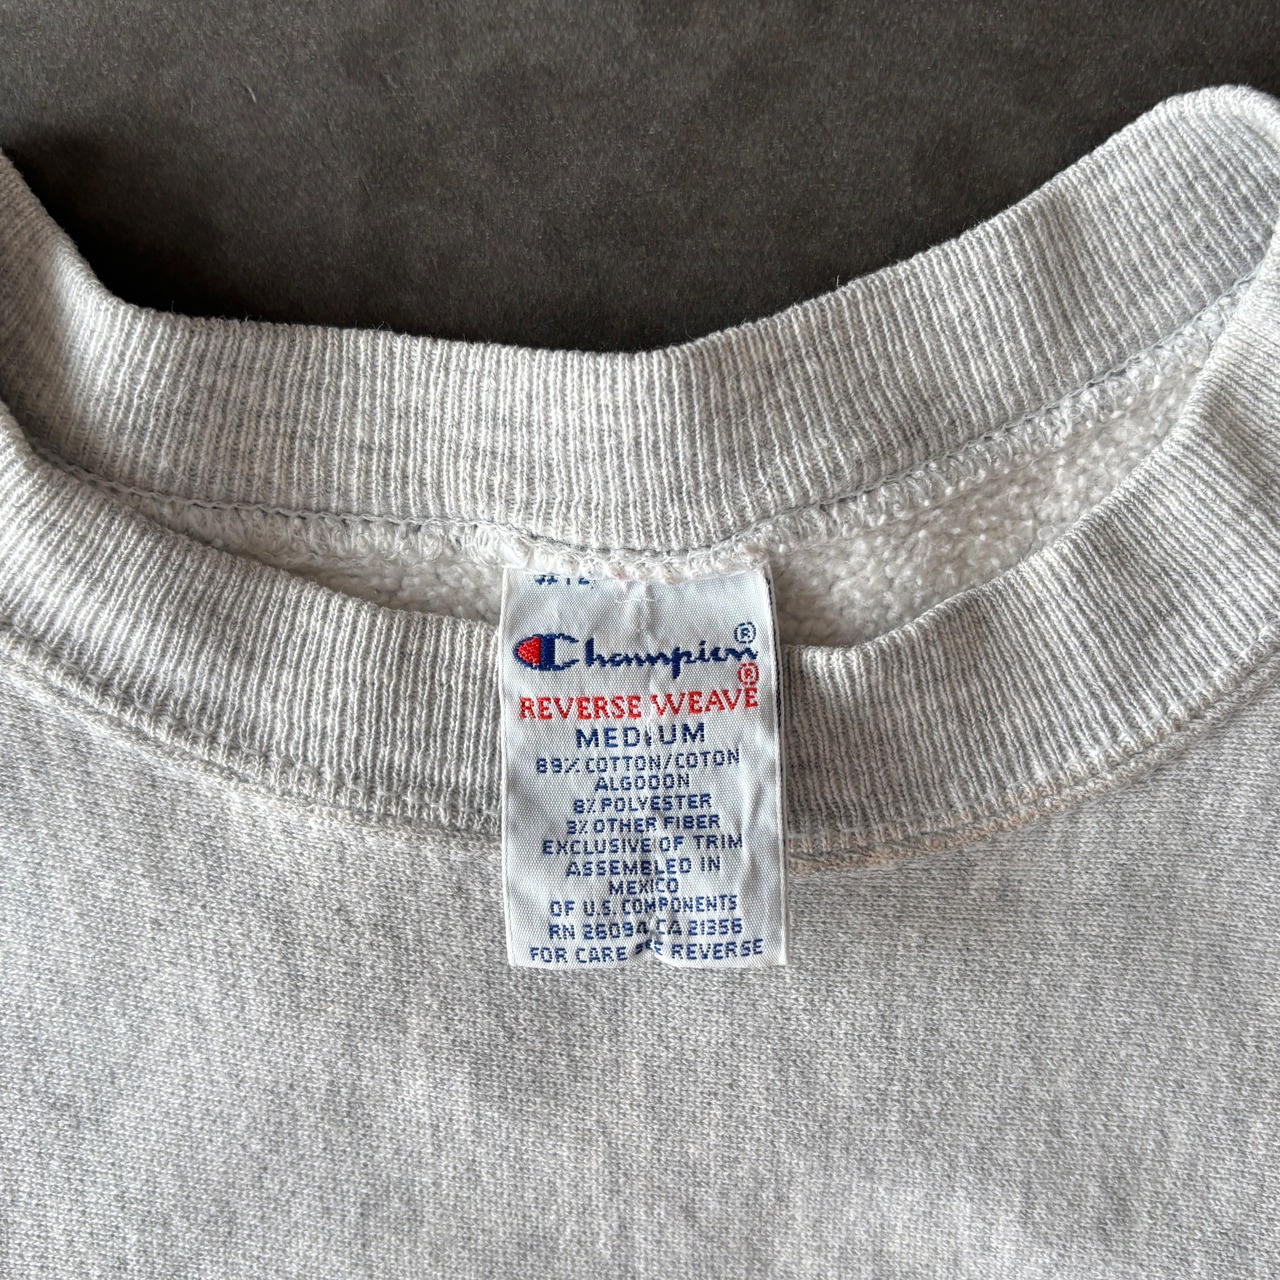 Champion®
REVERSE WEAVE®
MEDIUM
89% COTTON/COTON
ALGODON
8% POLYESTER
3% OTHER FIBER
EXCLUSIVE OF TRIM
ASSEMBLED IN
MEXICO
OF U.S. COMPONENTS
RN 26094 CA 21356
FOR CARE SEE REVERSE